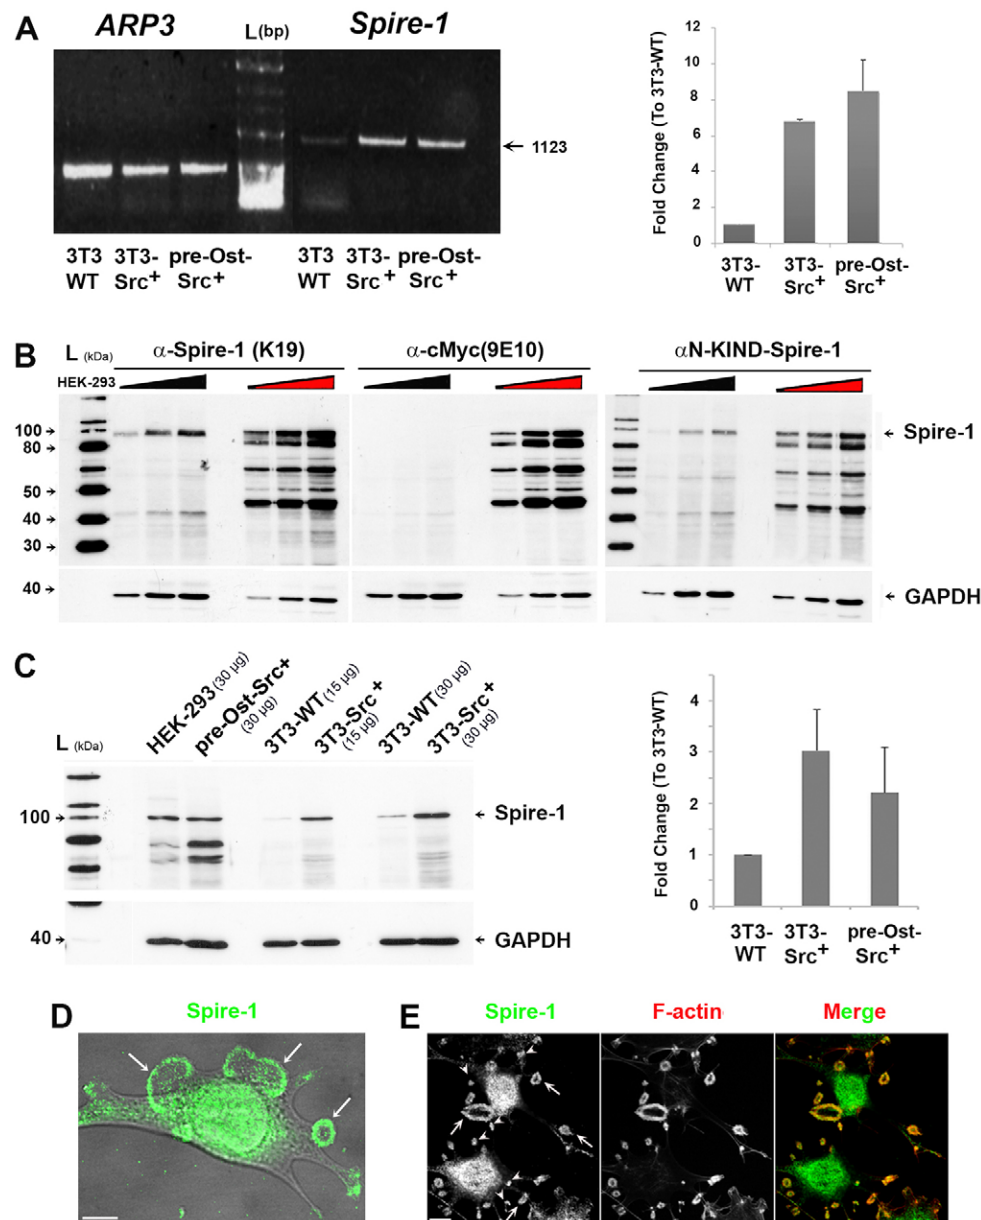 A
ARP3
L(bp)
Spire-1
1123
3T3 WT
3T3-Src+
pre-Ost-Src+
3T3 WT
3T3-Src+
pre-Ost-Src+
Fold Change (To 3T3-WT)
12
10
8
6
4
2
0
3T3-WT
3T3-Src+
pre-Ost-Src+
B
L (kDa)
α-Spire-1 (K19)
α-cMyc(9E10)
αN-KIND-Spire-1
HEK-293
100
80
50
40
30
40
Spire-1
GAPDH
C
L (kDa)
HEK-293 (30 µg)
pre-Ost-Src+ (30 µg)
3T3-WT (15 µg)
3T3-Src+ (15 µg)
3T3-WT (30 µg)
3T3-Src+ (30 µg)
100
Spire-1
40
GAPDH
Fold Change (To 3T3-WT)
4
3
2
1
0
3T3-WT
3T3-Src+
pre-Ost-Src+
D
Spire-1
E
Spire-1
F-actin
Merge